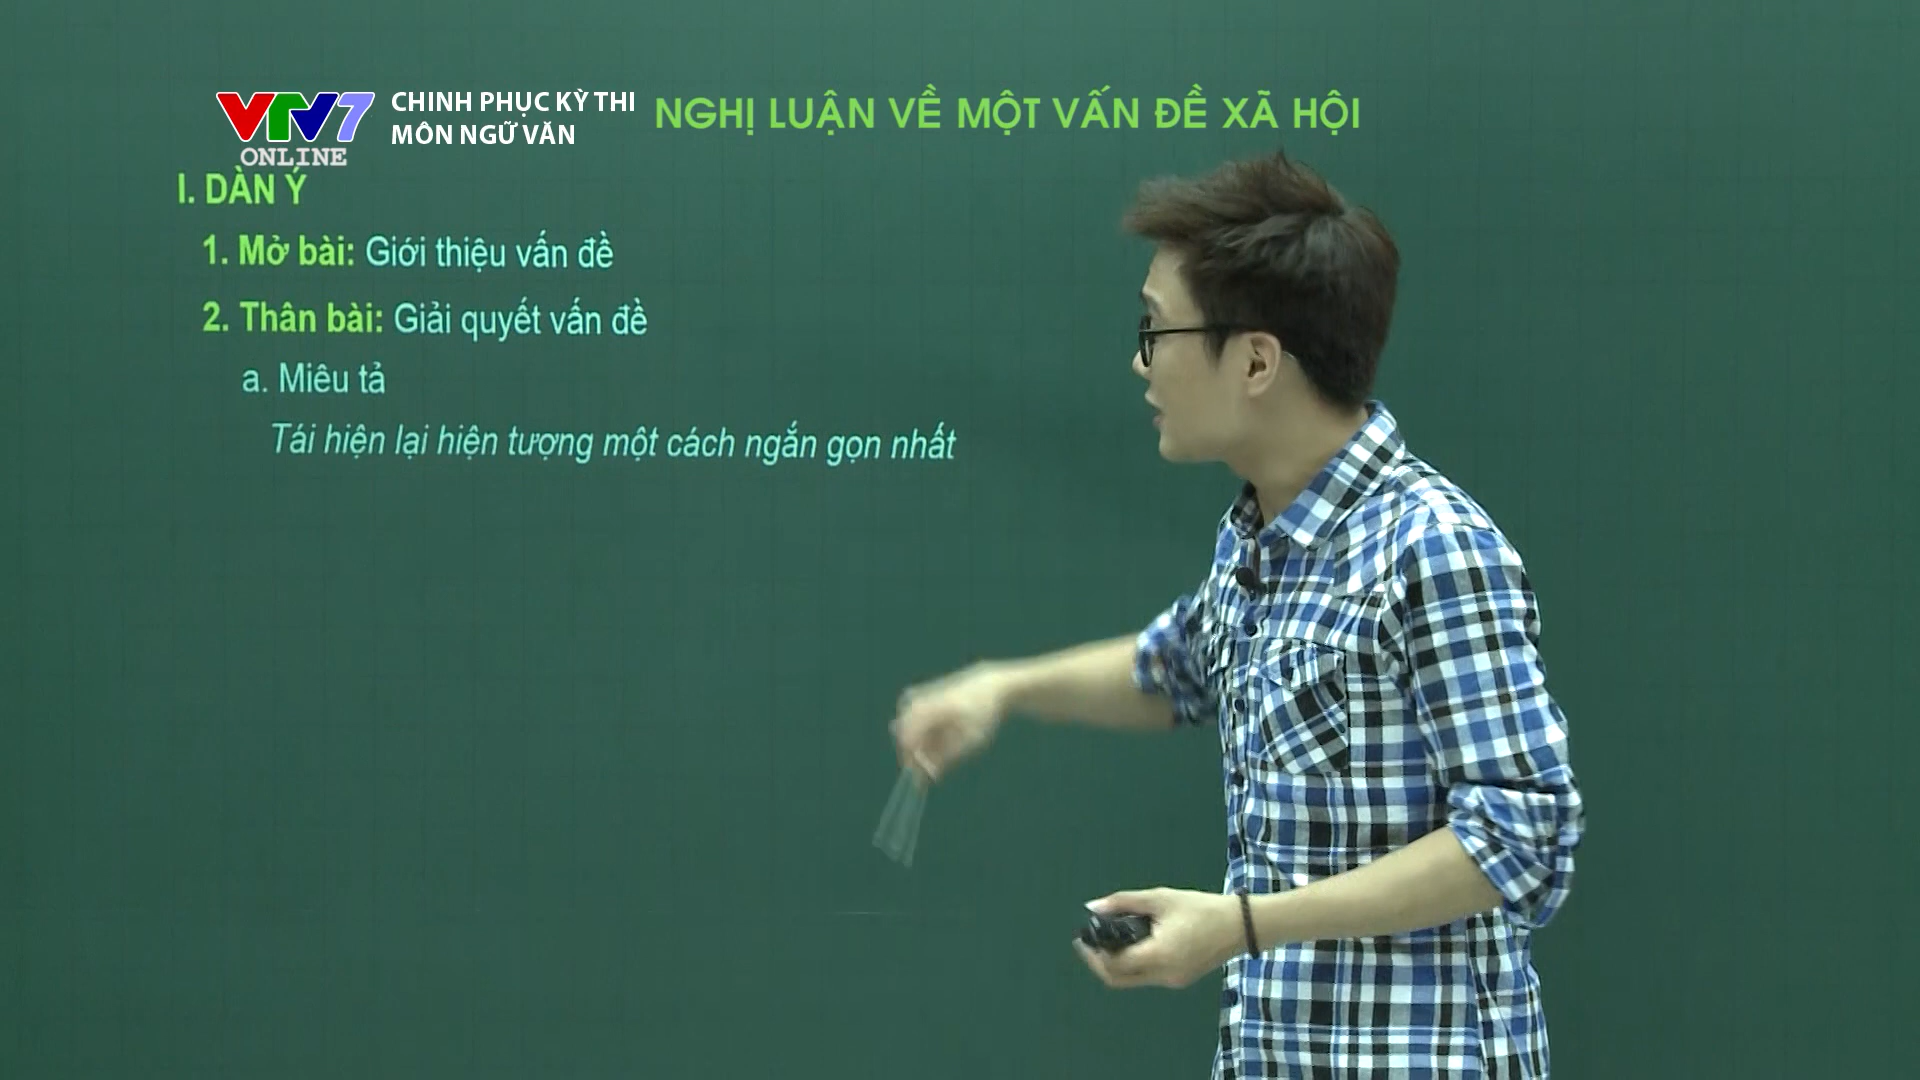 VTV7
ONLINE
CHINH PHỤC KỲ THI
MÔN NGỮ VĂN
NGHỊ LUẬN VỀ MỘT VẤN ĐỀ XÃ HỘI
I. DÀN Ý
1. Mở bài: Giới thiệu vấn đề
2. Thân bài: Giải quyết vấn đề
a. Miêu tả
Tái hiện lại hiện tượng một cách ngắn gọn nhất